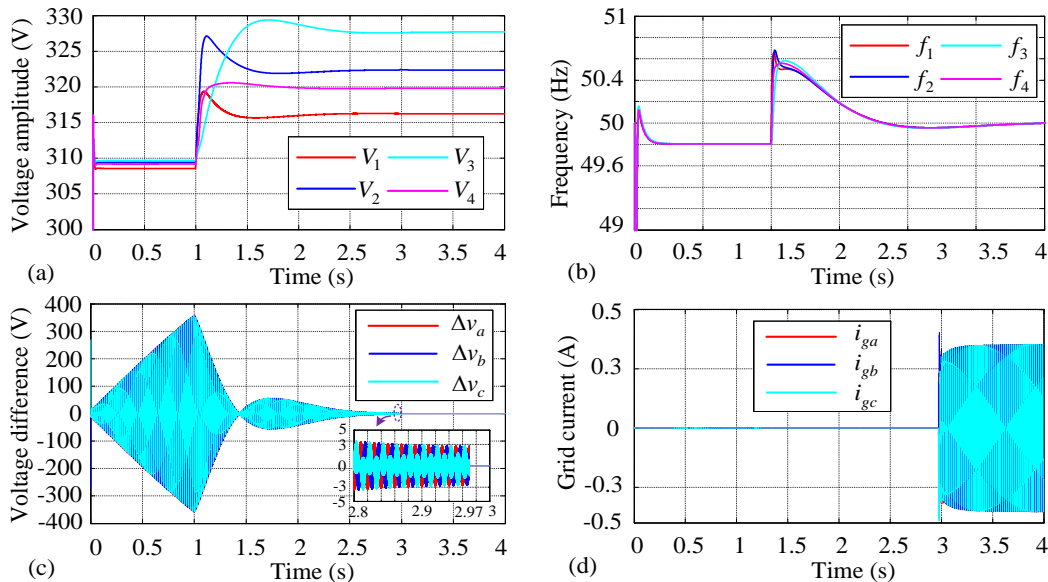 Voltage amplitude (V)
330
325
320
315
310
305
300
V1
V3
V2
V4
0 0.5 1 1.5 2 2.5 3 3.5 4
Time (s)
(a)
Frequency (Hz)
51
50.4
50
49.6
49
f1
f3
f2
f4
0 0.5 1 1.5 2 2.5 3 3.5 4
Time (s)
(b)
Voltage difference (V)
400
300
200
100
0
-100
-200
-300
-400
Δva
Δvb
Δvc
5
3
0
-3
-5
2.8 2.9 2.97 3
0 0.5 1 1.5 2 2.5 3 3.5 4
Time (s)
(c)
Grid current (A)
0.5
0.3
0
-0.3
-0.5
iga
igb
igc
0 0.5 1 1.5 2 2.5 3 3.5 4
Time (s)
(d)